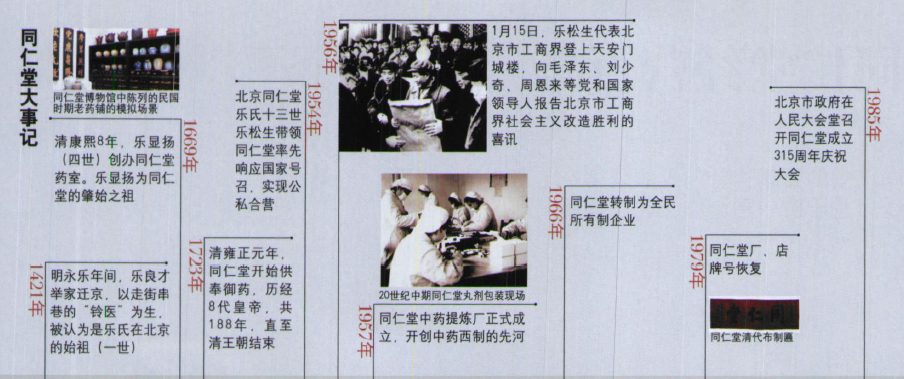 同仁堂大事记
同仁堂博物馆中陈列的民国
时期老药铺的模拟场景
1421年
明永乐年间，乐良才
举家迁京，以走街串
巷的“铃医”为生，
被认为是乐氏在北京
的始祖（一世）
1669年
清康熙8年，乐显扬
（四世）创办同仁堂
药室。乐显扬为同仁
堂的肇始之祖
1723年
清雍正元年，
同仁堂开始供
奉御药，历经
8代皇帝，共
188年，直至
清王朝结束
1954年
北京同仁堂
乐氏十三世
乐松生带领
同仁堂率先
响应国家号
召，实现公
私合营
1956年
1月15日，乐松生代表北
京市工商界登上天安门
城楼，向毛泽东、刘少
奇、周恩来等党和国家
领导人报告北京市工商
界社会主义改造胜利的
喜讯
20世纪中期同仁堂丸剂包装现场
1957年
同仁堂中药提炼厂正式成
立，开创中药西制的先河
1966年
同仁堂转制为全民
所有制企业
1979年
同仁堂厂，店
牌号恢复
堂仁同
同仁堂清代布制匾
1985年
北京市政府在
人民大会堂召
开同仁堂成立
315周年庆祝
大会